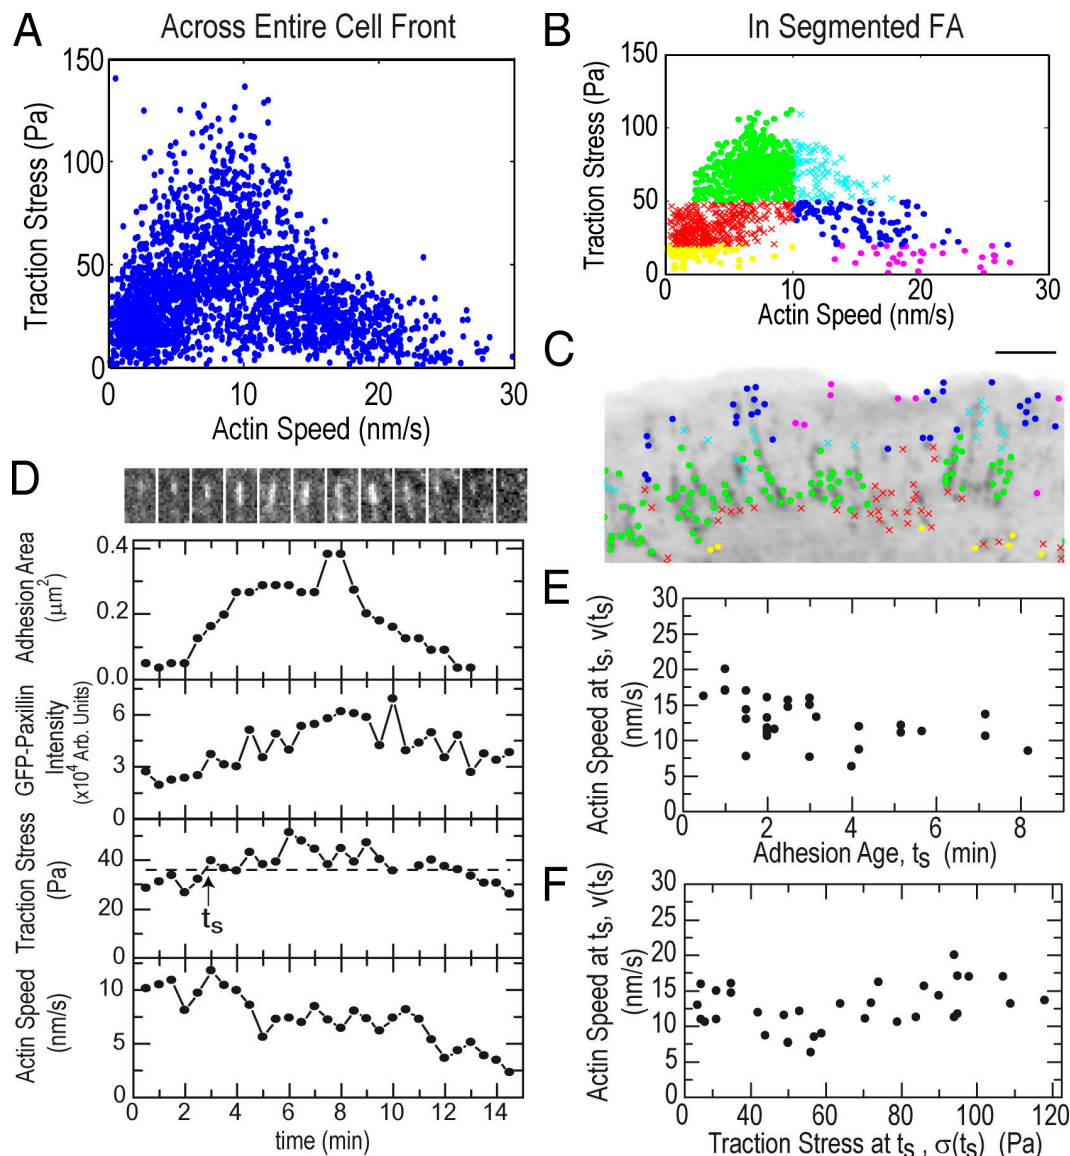 A Across Entire Cell Front
150
100
50
0
Traction Stress (Pa)
0 10 20 30
Actin Speed (nm/s)
B In Segmented FA
150
100
50
0
Traction Stress (Pa)
0 10 20 30
Actin Speed (nm/s)
C
D
0.4
0.2
0.0
Adhesion Area
(μm²)
6
3
0
GFP-Paxillin
Intensity
(x10⁴ Arb. Units)
60
40
20
0
Traction Stress
(Pa)
tₛ
10
5
0
Actin Speed
(nm/s)
0 2 4 6 8 10 12 14
time (min)
E
30
25
20
15
10
5
0
Actin Speed at tₛ, v(tₛ)
(nm/s)
0 2 4 6 8
Adhesion Age, tₛ (min)
F
30
25
20
15
10
5
0
Actin Speed at tₛ, v(tₛ)
(nm/s)
0 20 40 60 80 100 120
Traction Stress at tₛ, σ(tₛ) (Pa)